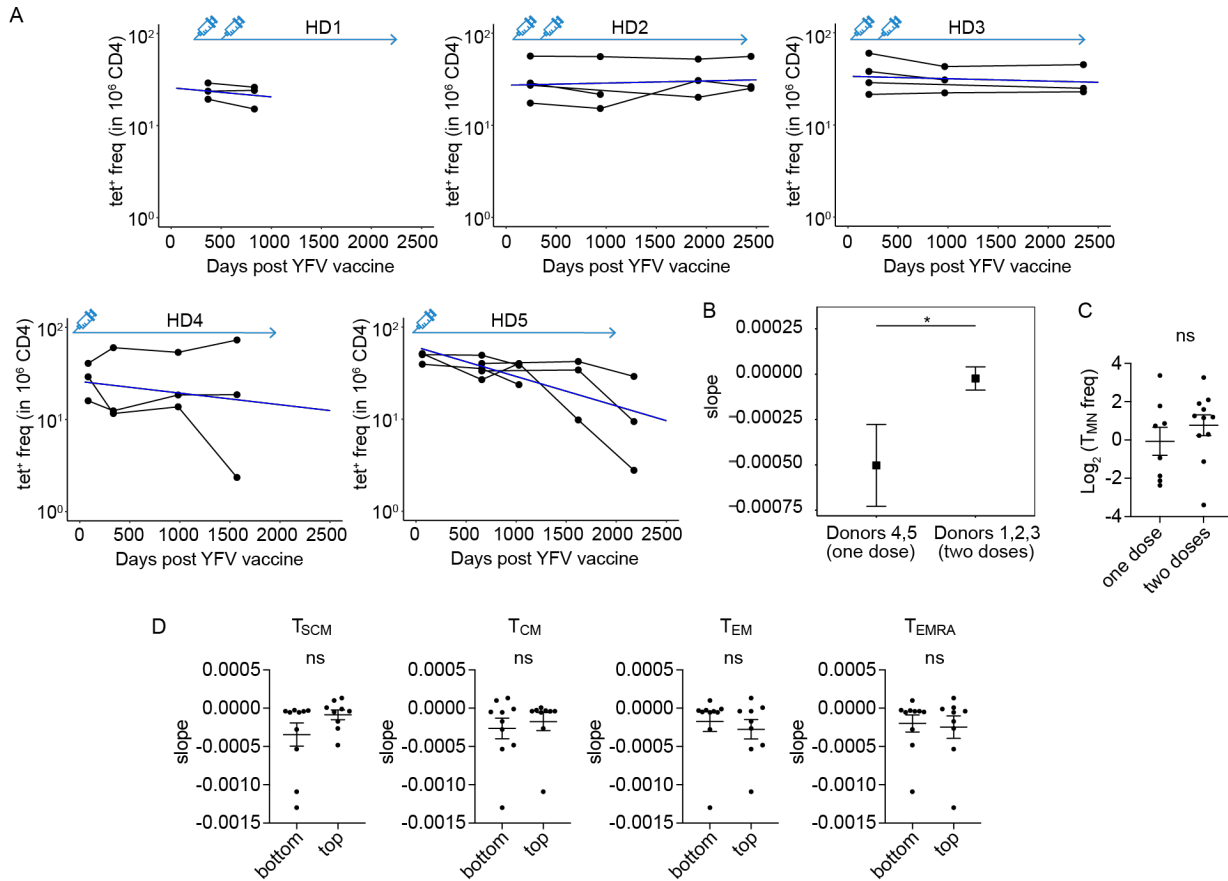 A
HD1
HD2
HD3
10²
10¹
10⁰
tet⁺ freq (in 10⁶ CD4)
0 500 1000 1500 2000 2500
Days post YFV vaccine
10²
10¹
10⁰
tet⁺ freq (in 10⁶ CD4)
0 500 1000 1500 2000 2500
Days post YFV vaccine
10²
10¹
10⁰
tet⁺ freq (in 10⁶ CD4)
0 500 1000 1500 2000 2500
Days post YFV vaccine
HD4
10²
10¹
10⁰
tet⁺ freq (in 10⁶ CD4)
0 500 1000 1500 2000 2500
Days post YFV vaccine
HD5
10²
10¹
10⁰
tet⁺ freq (in 10⁶ CD4)
0 500 1000 1500 2000 2500
Days post YFV vaccine
B
*
0.00025
0.00000
−0.00025
−0.00050
−0.00075
slope
Donors 4,5 Donors 1,2,3
(one dose) (two doses)
C
ns
4
2
0
-2
-4
Log₂ (T_MN freq)
one dose
two doses
D
T_SCM
ns
0.0005
0.0000
-0.0005
-0.0010
-0.0015
slope
bottom
top
T_CM
ns
0.0005
0.0000
-0.0005
-0.0010
-0.0015
slope
bottom
top
T_EM
ns
0.0005
0.0000
-0.0005
-0.0010
-0.0015
slope
bottom
top
T_EMRA
ns
0.0005
0.0000
-0.0005
-0.0010
-0.0015
slope
bottom
top